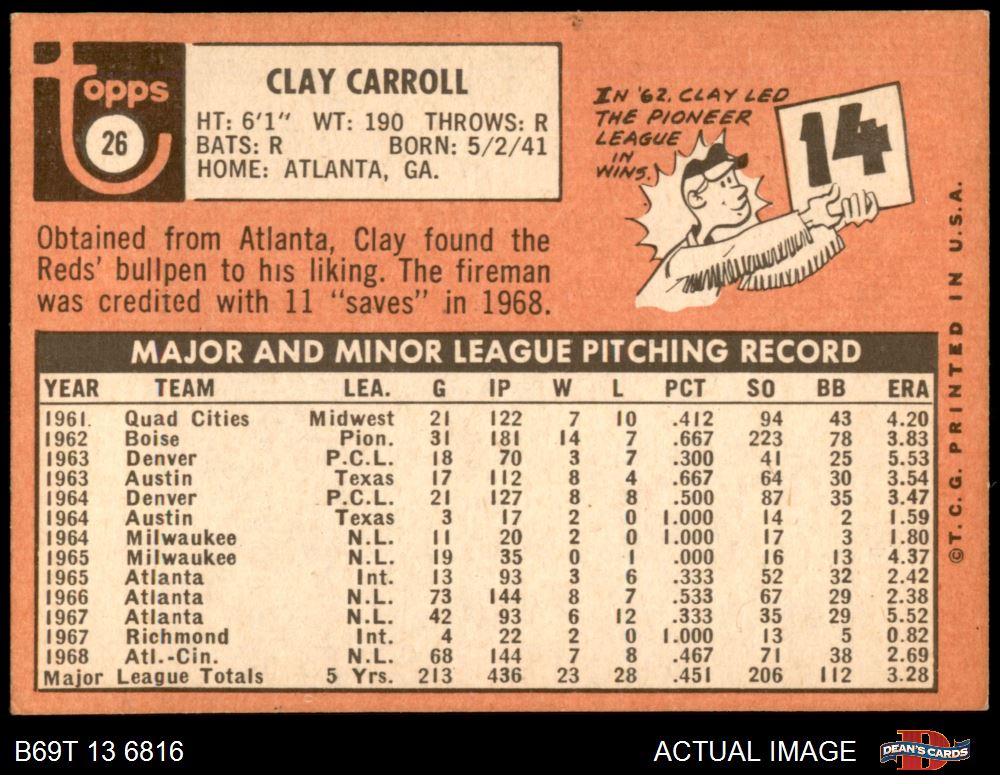 topps
26
CLAY CARROLL
HT: 6'1" WT: 190 THROWS: R
BATS: R BORN: 5/2/41
HOME: ATLANTA, GA.
IN '62, CLAY LED
THE PIONEER
LEAGUE
IN
WINS.
14
Obtained from Atlanta, Clay found the
Reds' bullpen to his liking. The fireman
was credited with 11 "saves" in 1968.
MAJOR AND MINOR LEAGUE PITCHING RECORD
YEAR TEAM LEA. G IP W L PCT SO BB ERA
1961 Quad Cities Midwest 21 122 7 10 .412 94 43 4.20
1962 Boise Pion. 31 181 14 7 .667 223 78 3.83
1963 Denver P.C.L. 18 70 3 7 .300 41 25 5.53
1963 Austin Texas 17 112 8 4 .667 64 30 3.54
1964 Denver P.C.L. 21 127 8 8 .500 87 35 3.47
1964 Austin Texas 3 17 2 0 1.000 14 2 1.59
1964 Milwaukee N.L. 11 20 2 0 1.000 17 3 1.80
1965 Milwaukee N.L. 19 35 0 1 .000 16 13 4.37
1965 Atlanta Int. 13 93 3 6 .333 52 32 2.42
1966 Atlanta N.L. 73 144 8 7 .533 67 29 2.38
1967 Atlanta N.L. 42 93 6 12 .333 35 29 5.52
1967 Richmond Int. 4 22 2 0 1.000 13 5 0.82
1968 Atl.-Cin. N.L. 68 144 7 8 .467 71 38 2.69
Major League Totals 5 Yrs. 213 436 23 28 .451 206 112 3.28
©T. C. G. PRINTED IN U.S.A.
B69T 13 6816
ACTUAL IMAGE
DEAN'S CARDS